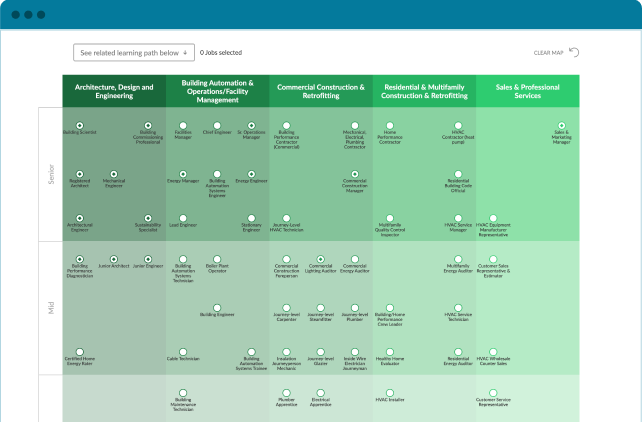 See related learning path below ↓
0 Jobs selected
CLEAR MAP
Architecture, Design and
Engineering
Building Automation &
Operations/Facility
Management
Commercial Construction &
Retrofitting
Residential & Multifamily
Construction & Retrofitting
Sales & Professional
Services
Senior
Building Scientist
Building
Commissioning
Professional
Facilities
Manager
Chief Engineer
Sr. Operations
Manager
Building
Performance
Contractor
(Commercial)
Mechanical,
Electrical,
Plumbing
Contractor
Home
Performance
Contractor
HVAC
Contractor (heat
pump)
Sales &
Marketing
Manager
Registered
Architect
Mechanical
Engineer
Energy Manager
Building
Automation
Systems
Engineer
Energy Engineer
Commercial
Construction
Manager
Residential
Building Code
Official
Architectural
Engineer
Sustainability
Specialist
Lead Engineer
Stationary
Engineer
Journey-Level
HVAC Technician
Multifamily
Quality Control
Inspector
HVAC Service
Manager
HVAC Equipment
Manufacturer
Representative
Mid
Building
Performance
Diagnostician
Junior Architect
Junior Engineer
Building
Automation
Systems
Technician
Boiler Plant
Operator
Commercial
Construction
Foreperson
Commercial
Lighting Auditor
Commercial
Energy Auditor
Multifamily
Energy Auditor
Customer Sales
Representative &
Estimator
Building Engineer
Journey-level
Carpenter
Journey-level
Steamfitter
Journey-level
Plumber
Building/Home
Performance
Crew Leader
HVAC Service
Technician
Certified Home
Energy Rater
Cable Technician
Building
Automation
Systems Trainee
Insulation
Journeyperson
Mechanic
Journey-level
Glazier
Inside Wire
Electrician
Journeyman
Healthy Home
Evaluator
Residential
Energy Auditor
HVAC Wholesale
Counter Sales
Building
Maintenance
Technician
Plumber
Apprentice
Electrical
Apprentice
HVAC Installer
Customer Service
Representative